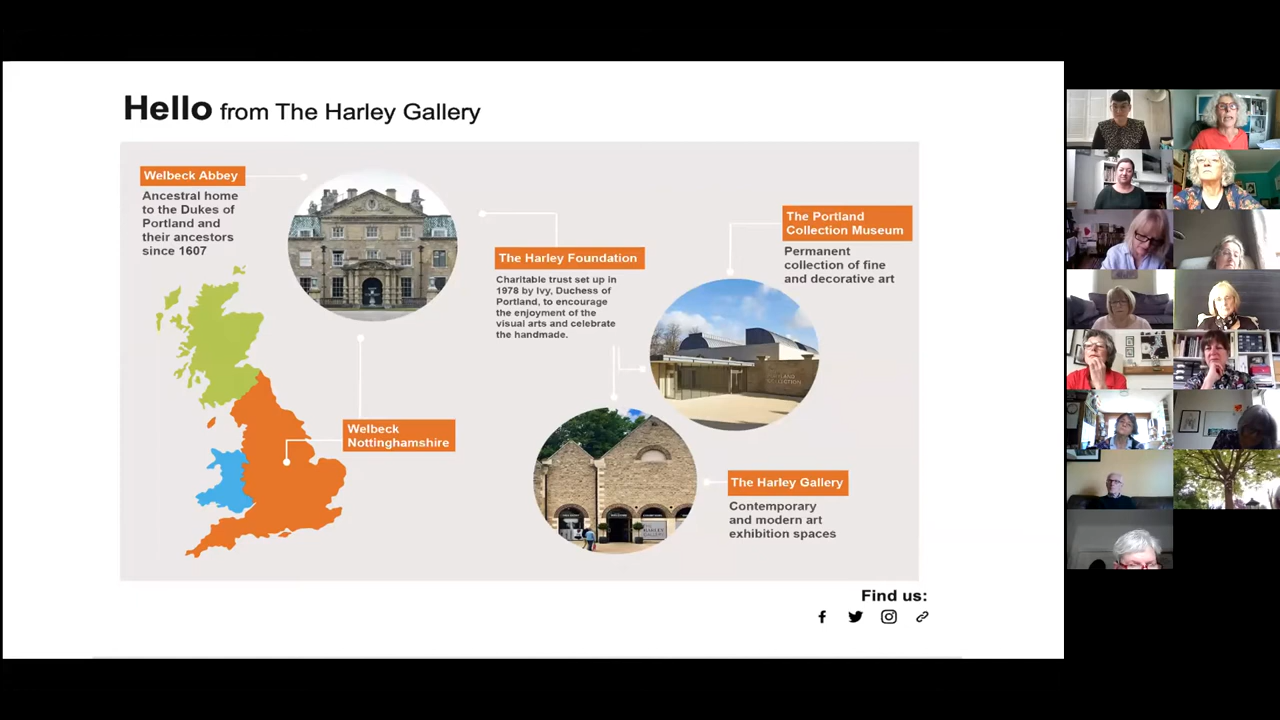 Hello from The Harley Gallery
Welbeck Abbey
Ancestral home
to the Dukes of
Portland and
their ancestors
since 1607
The Harley Foundation
Charitable trust set up in
1978 by Ivy, Duchess of
Portland, to encourage
the enjoyment of the
visual arts and celebrate
the handmade.
The Portland
Collection Museum
Permanent
collection of fine
and decorative art
Welbeck
Nottinghamshire
The Harley Gallery
Contemporary
and modern art
exhibition spaces
Find us: